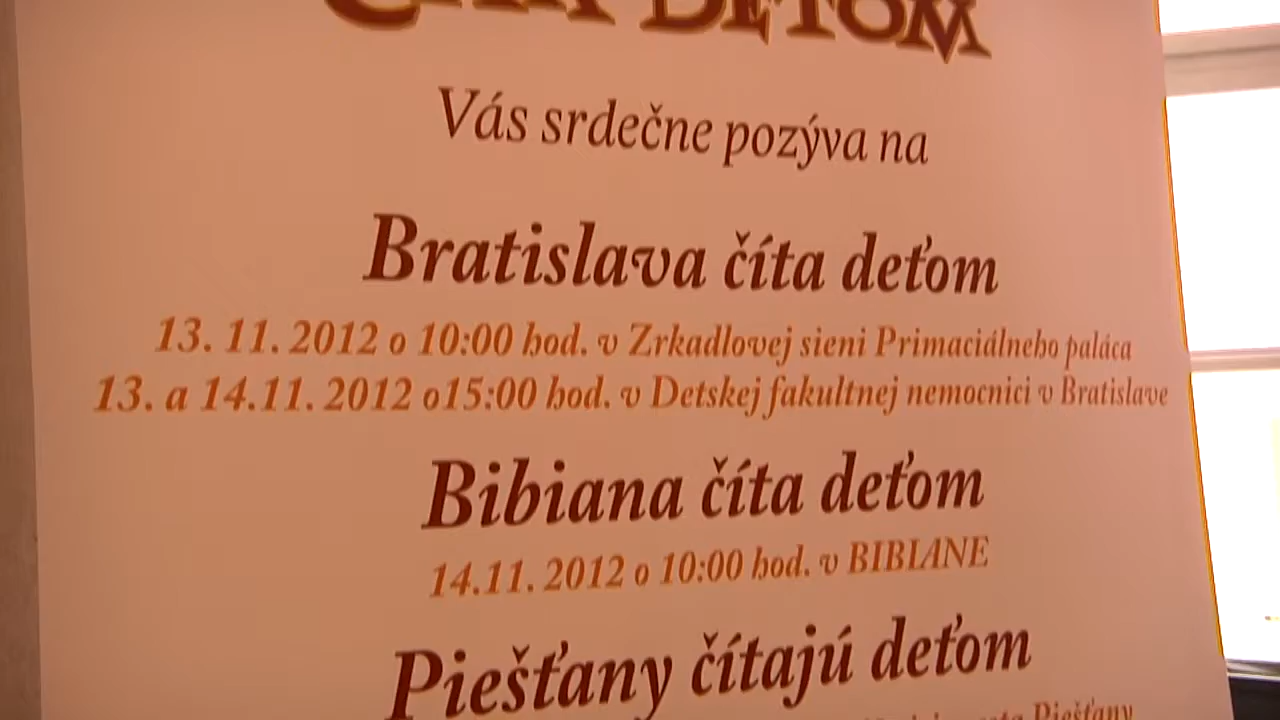 DEŤOM
Vás srdečne pozýva na
Bratislava číta deťom
13. 11. 2012 o 10:00 hod. v Zrkadlovej sieni Primaciálneho paláca
13. a 14.11. 2012 o15:00 hod. v Detskej fakultnej nemocnici v Bratislave
Bibiana číta deťom
14.11. 2012 o 10:00 hod. v BIBIANE
Piešťany čítajú deťom
Piešťany